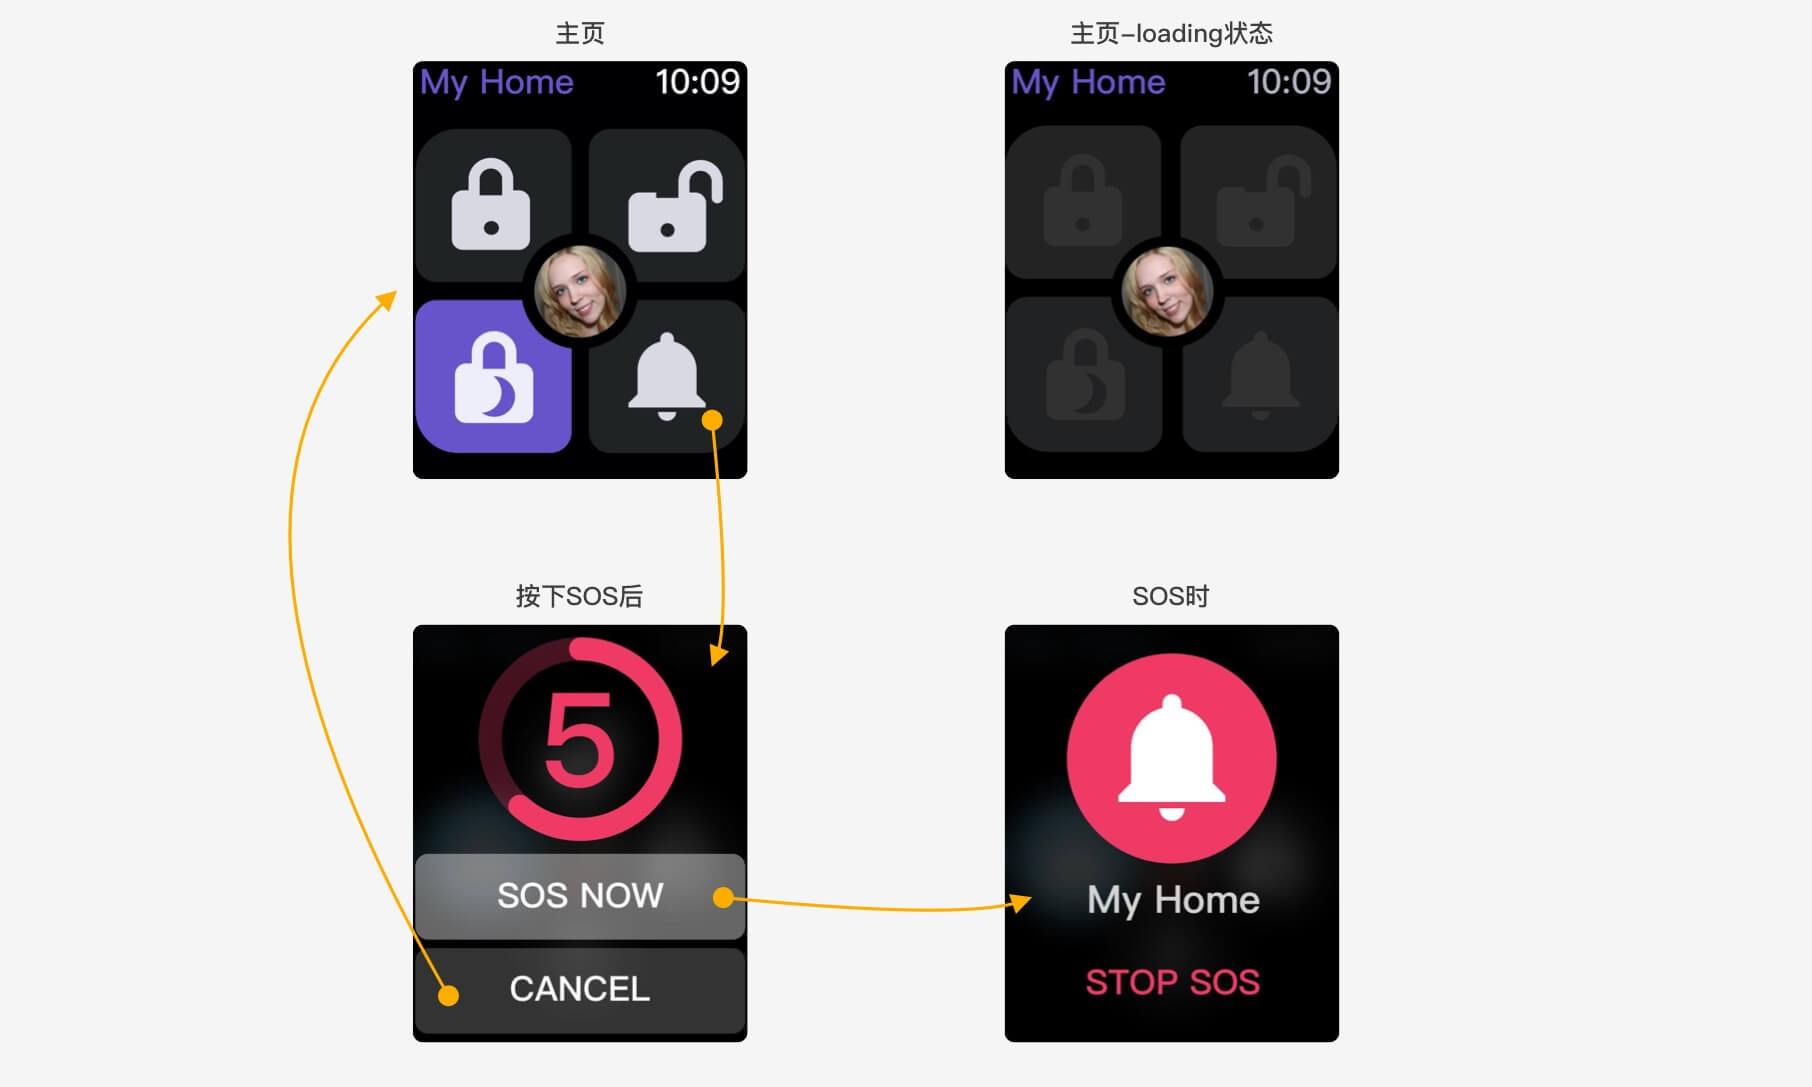 主页
My Home 10:09
主页-loading状态
My Home 10:09
按下SOS后
5
SOS NOW
CANCEL
SOS时
My Home
STOP SOS